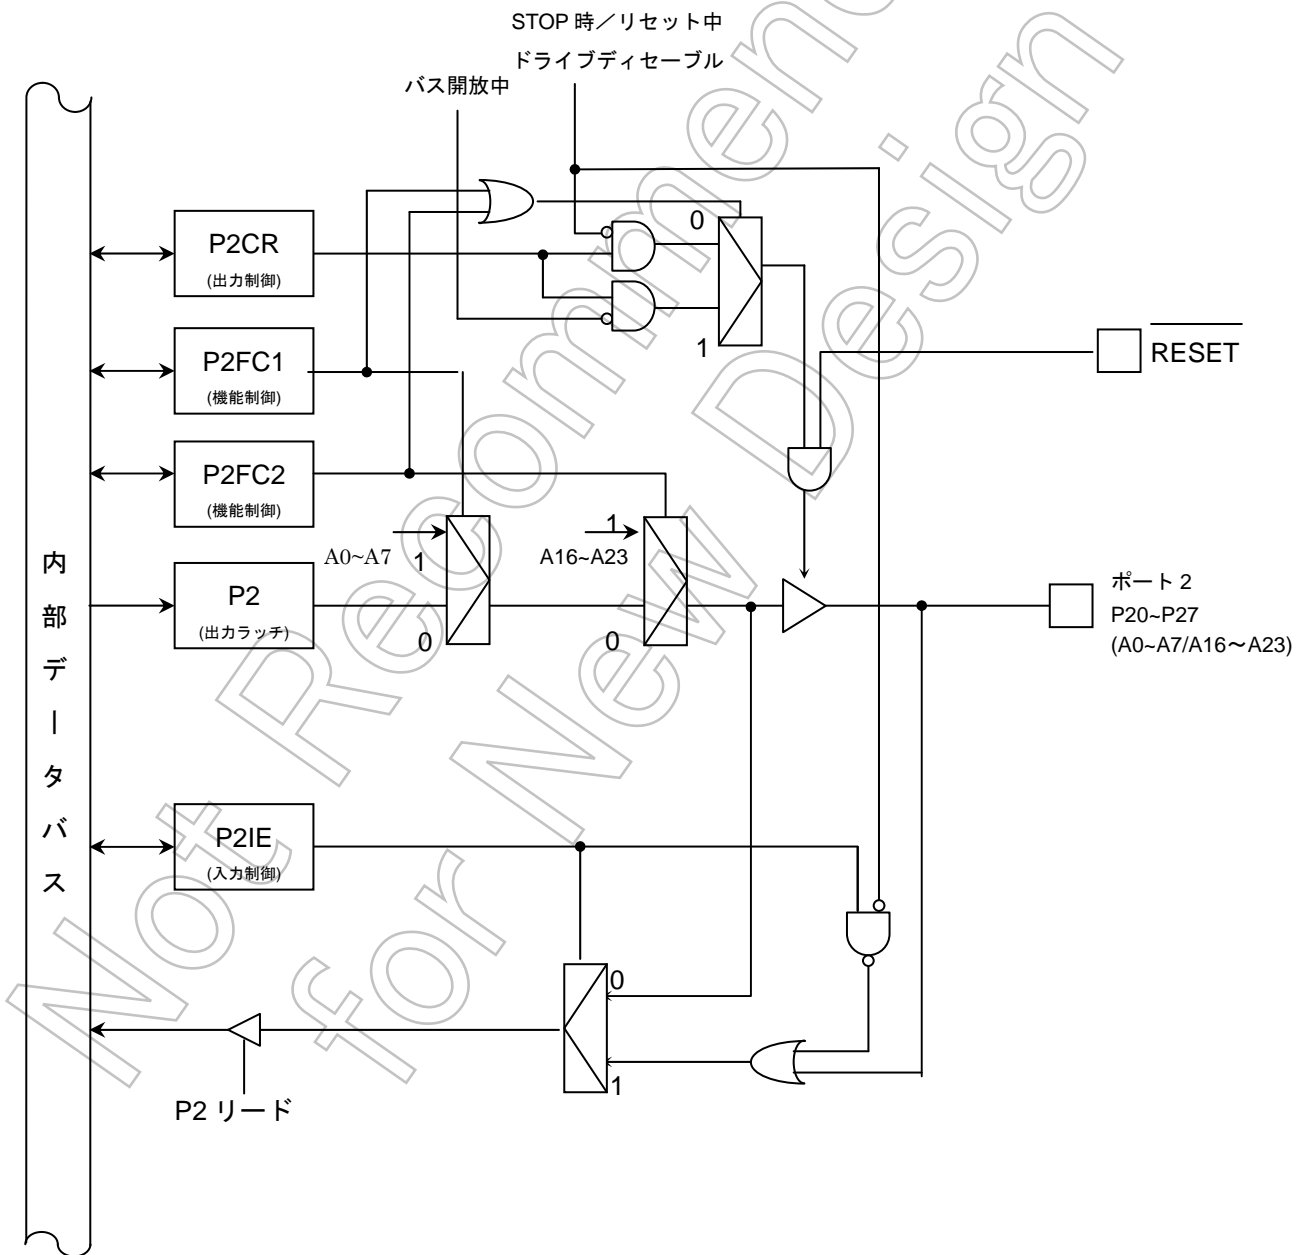 STOP 時／リセット中
ドライブディセーブル
バス開放中
P2CR
(出力制御)
0
1
RESET
P2FC1
(機能制御)
P2FC2
(機能制御)
A0~A7
1
0
1
A16~A23
0
P2
(出力ラッチ)
ポート 2
P20~P27
(A0~A7/A16～A23)
内部データバス
P2IE
(入力制御)
0
1
P2 リード
Not Recommended
for New Design